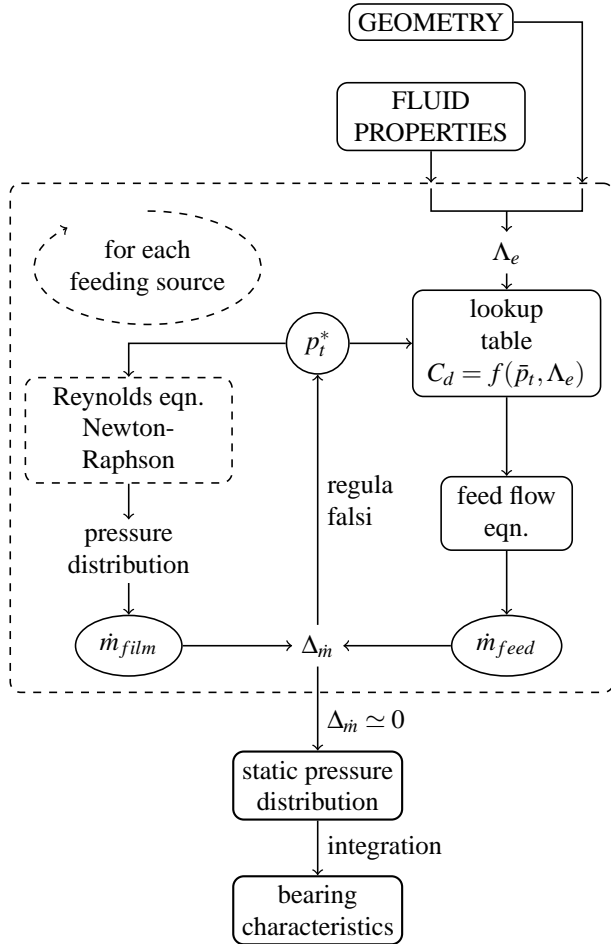 GEOMETRY
FLUID
PROPERTIES
for each
feeding source
Λₑ
lookup
table
C_d = f(p̄_t, Λ_e)
p_t^*
Reynolds eqn.
Newton-
Raphson
regula
falsi
feed flow
eqn.
pressure
distribution
ṁ_film
Δ_ṁ
ṁ_feed
Δ_ṁ ≃ 0
static pressure
distribution
integration
bearing
characteristics